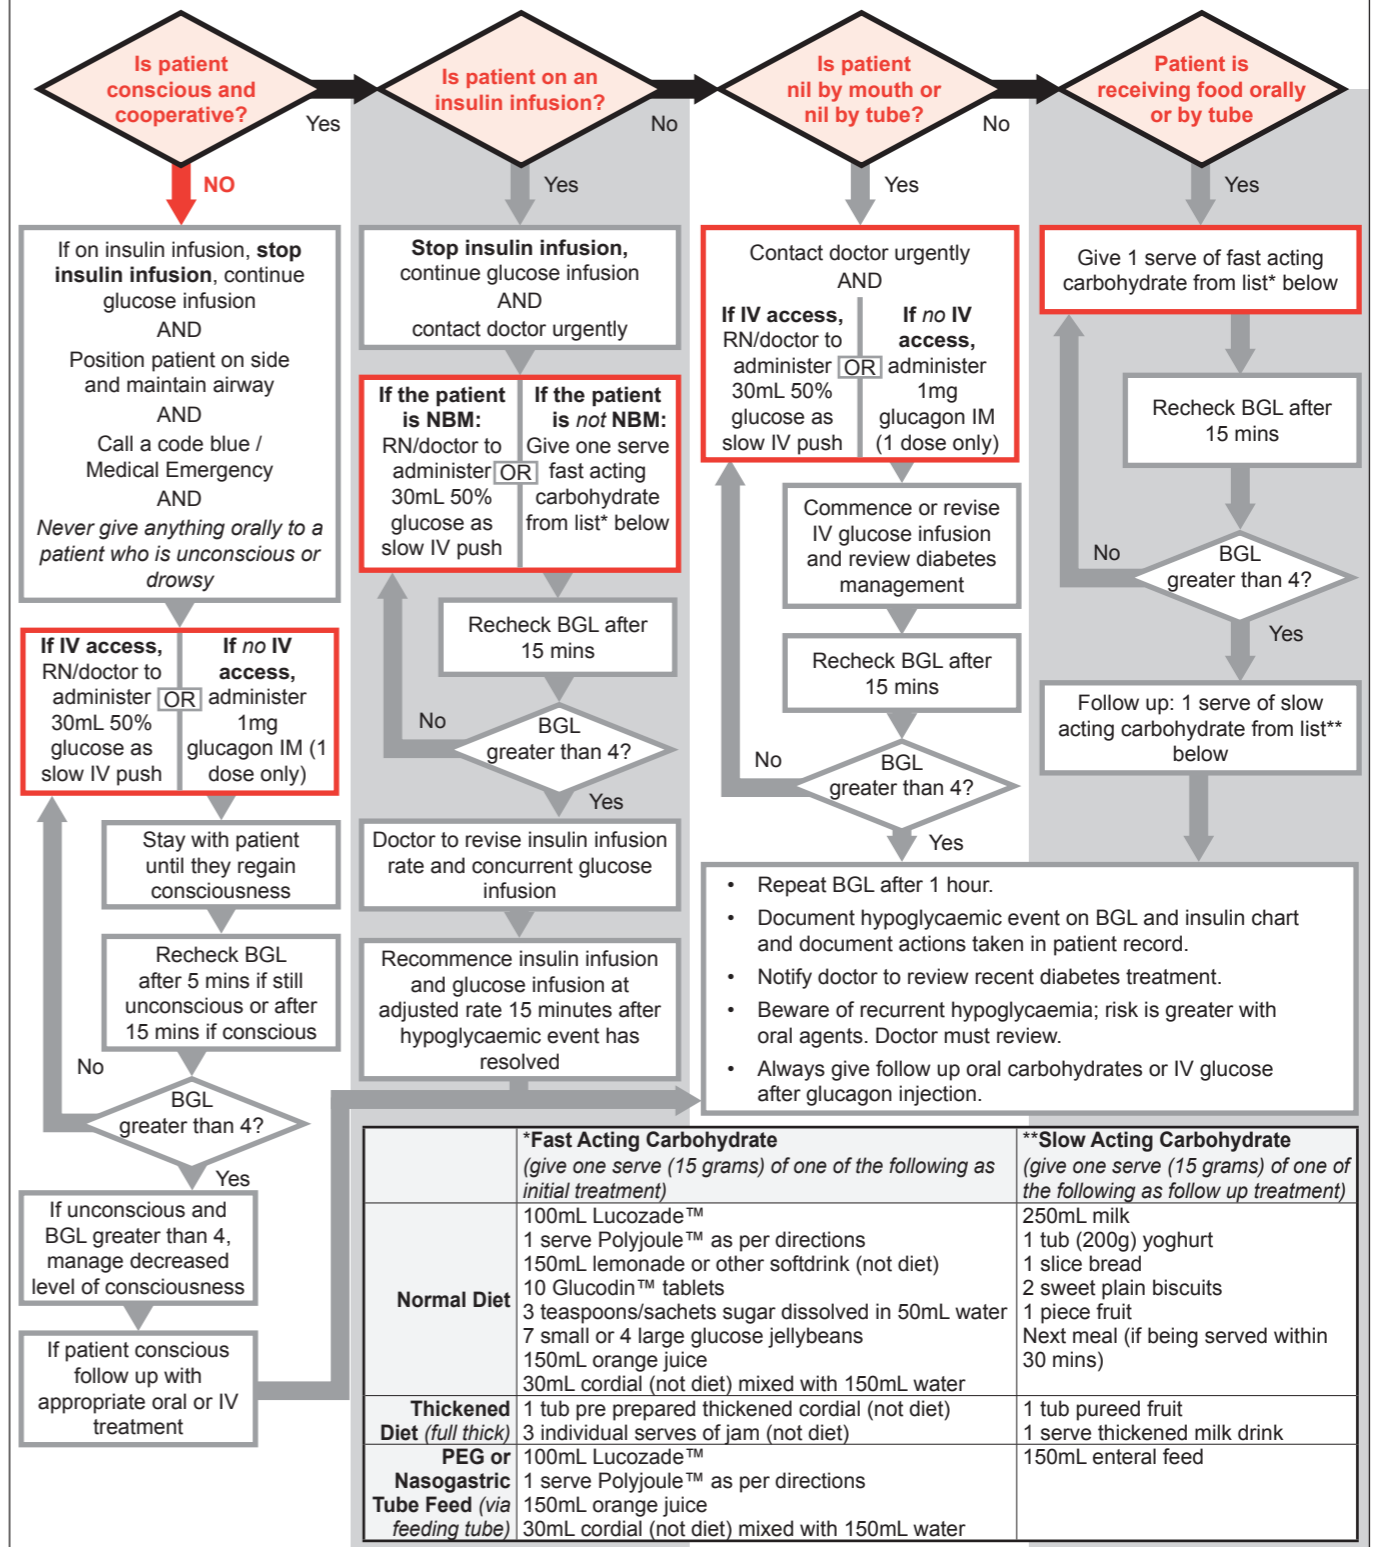 Is patient
conscious and
cooperative?
Yes
NO
Is patient on an
insulin infusion?
No
Yes
Is patient
nil by mouth or
nil by tube?
No
Yes
Patient is
receiving food orally
or by tube
Yes
If on insulin infusion, stop
insulin infusion, continue
glucose infusion
AND
Position patient on side
and maintain airway
AND
Call a code blue /
Medical Emergency
AND
Never give anything orally to a
patient who is unconscious or
drowsy
If IV access,
RN/doctor to
administer
30mL 50%
glucose as
slow IV push
OR
If no IV
access,
administer
1mg
glucagon IM (1
dose only)
Stay with patient
until they regain
consciousness
Recheck BGL
after 5 mins if still
unconscious or after
15 mins if conscious
No
BGL
greater than 4?
Yes
If unconscious and
BGL greater than 4,
manage decreased
level of consciousness
If patient conscious
follow up with
appropriate oral or IV
treatment
Stop insulin infusion,
continue glucose infusion
AND
contact doctor urgently
If the patient
is NBM:
RN/doctor to
administer
30mL 50%
glucose as
slow IV push
OR
If the patient
is not NBM:
Give one serve
fast acting
carbohydrate
from list* below
Recheck BGL after
15 mins
No
BGL
greater than 4?
Yes
Doctor to revise insulin infusion
rate and concurrent glucose
infusion
Recommence insulin infusion
and glucose infusion at
adjusted rate 15 minutes after
hypoglycaemic event has
resolved
Contact doctor urgently
AND
If IV access,
RN/doctor to
administer
30mL 50%
glucose as
slow IV push
OR
If no IV
access,
administer
1mg
glucagon IM
(1 dose only)
Commence or revise
IV glucose infusion
and review diabetes
management
Recheck BGL after
15 mins
No
BGL
greater than 4?
Yes
Give 1 serve of fast acting
carbohydrate from list* below
Recheck BGL after
15 mins
No
BGL
greater than 4?
Yes
Follow up: 1 serve of slow
acting carbohydrate from list**
below
• Repeat BGL after 1 hour.
• Document hypoglycaemic event on BGL and insulin chart
and document actions taken in patient record.
• Notify doctor to review recent diabetes treatment.
• Beware of recurrent hypoglycaemia; risk is greater with
oral agents. Doctor must review.
• Always give follow up oral carbohydrates or IV glucose
after glucagon injection.
*Fast Acting Carbohydrate
(give one serve (15 grams) of one of the following as
initial treatment)
**Slow Acting Carbohydrate
(give one serve (15 grams) of one of
the following as follow up treatment)
Normal Diet
100mL Lucozade™
1 serve Polyjoule™ as per directions
150mL lemonade or other softdrink (not diet)
10 Glucodin™ tablets
3 teaspoons/sachets sugar dissolved in 50mL water
7 small or 4 large glucose jellybeans
150mL orange juice
30mL cordial (not diet) mixed with 150mL water
250mL milk
1 tub (200g) yoghurt
1 slice bread
2 sweet plain biscuits
1 piece fruit
Next meal (if being served within
30 mins)
Thickened
Diet (full thick)
1 tub pre prepared thickened cordial (not diet)
3 individual serves of jam (not diet)
1 tub pureed fruit
1 serve thickened milk drink
PEG or
Nasogastric
Tube Feed (via
feeding tube)
100mL Lucozade™
1 serve Polyjoule™ as per directions
150mL orange juice
30mL cordial (not diet) mixed with 150mL water
150mL enteral feed